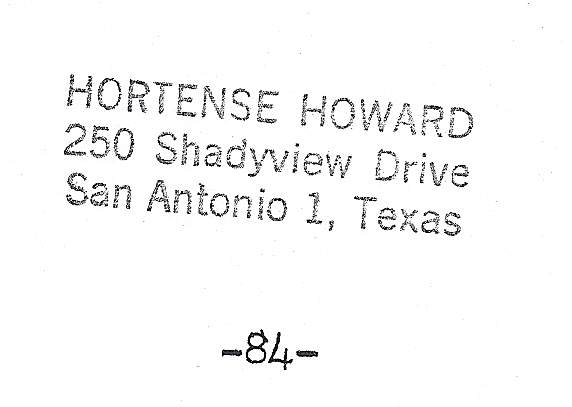 HORTENSE HOWARD
250 Shadyview Drive
San Antonio 1, Texas
-84-